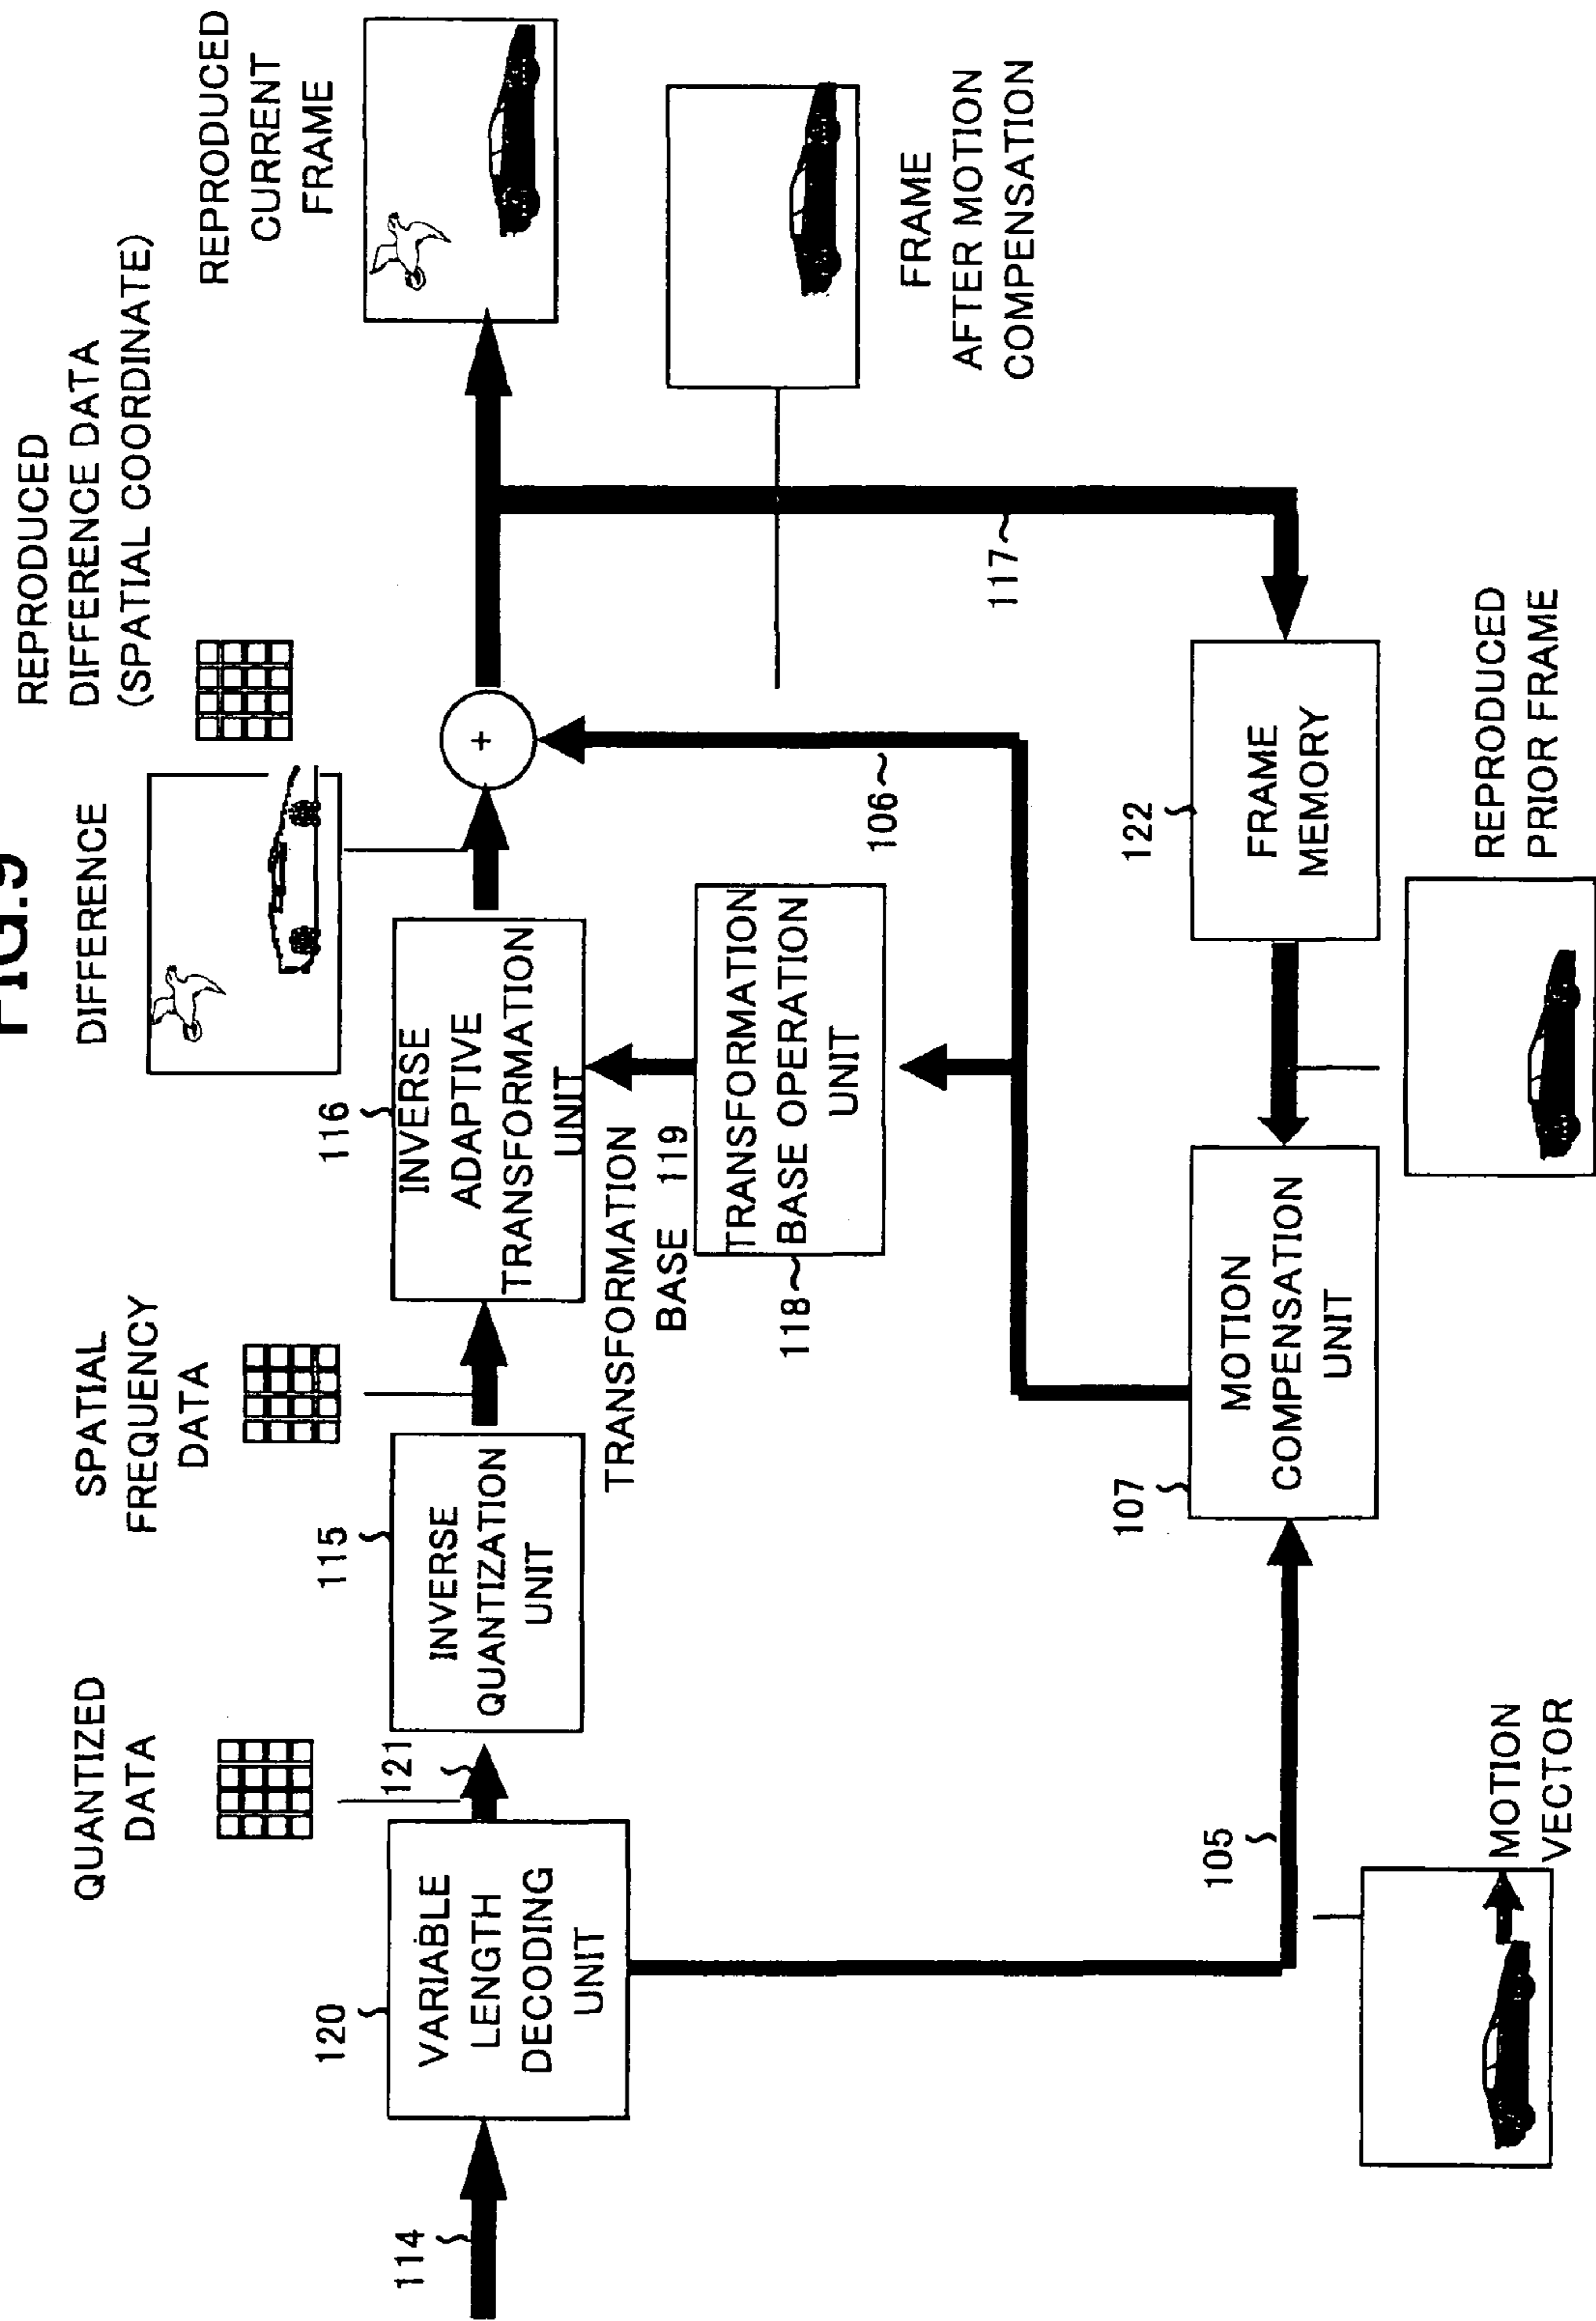 FIG.9
REPRODUCED
DIFFERENCE DATA
(SPATIAL COORDINATE)
QUANTIZED
DATA
SPATIAL
FREQUENCY
DATA
DIFFERENCE
REPRODUCED
CURRENT
FRAME
114
120
VARIABLE
LENGTH
DECODING
UNIT
121
115
INVERSE
QUANTIZATION
UNIT
116
INVERSE
ADAPTIVE
TRANSFORMATION
UNIT
+
TRANSFORMATION
BASE 119
118
TRANSFORMATION
BASE OPERATION
UNIT
106
117
FRAME
AFTER MOTION
COMPENSATION
105
107
MOTION
COMPENSATION
UNIT
122
FRAME
MEMORY
MOTION
VECTOR
REPRODUCED
PRIOR FRAME